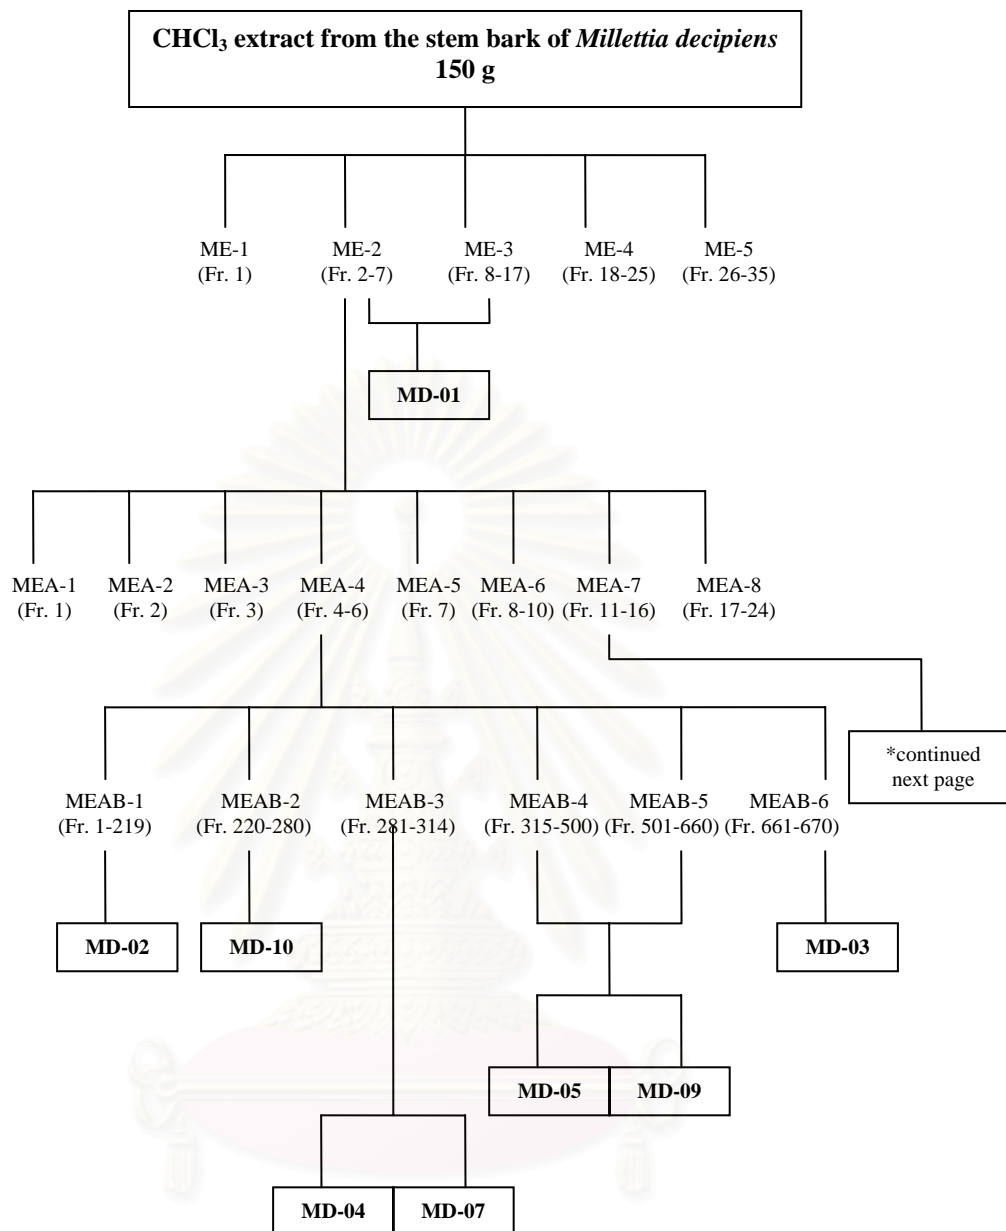 CHCl₃ extract from the stem bark of Millettia decipiens
150 g
ME-1 ME-2 ME-3 ME-4 ME-5
(Fr. 1) (Fr. 2-7) (Fr. 8-17) (Fr. 18-25) (Fr. 26-35)
MD-01
MEA-1 MEA-2 MEA-3 MEA-4 MEA-5 MEA-6 MEA-7 MEA-8
(Fr. 1) (Fr. 2) (Fr. 3) (Fr. 4-6) (Fr. 7) (Fr. 8-10) (Fr. 11-16) (Fr. 17-24)
*continued
next page
MEAB-1 MEAB-2 MEAB-3 MEAB-4 MEAB-5 MEAB-6
(Fr. 1-219) (Fr. 220-280) (Fr. 281-314) (Fr. 315-500) (Fr. 501-660) (Fr. 661-670)
MD-02 MD-10 MD-03
MD-05 MD-09
MD-04 MD-07